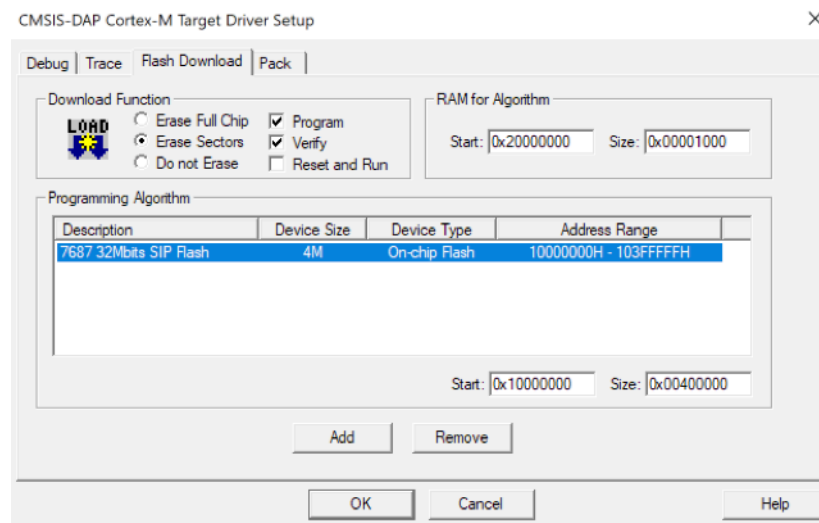 CMSIS-DAP Cortex-M Target Driver Setup
Debug Trace Flash Download Pack
Download Function
LOAD
Erase Full Chip
Erase Sectors
Do not Erase
Program
Verify
Reset and Run
RAM for Algorithm
Start: 0x20000000 Size: 0x00001000
Programming Algorithm
Description Device Size Device Type Address Range
7687 32Mbits SIP Flash 4M On-chip Flash 10000000H - 103FFFFFH
Start: 0x10000000 Size: 0x00400000
Add Remove
OK Cancel Help